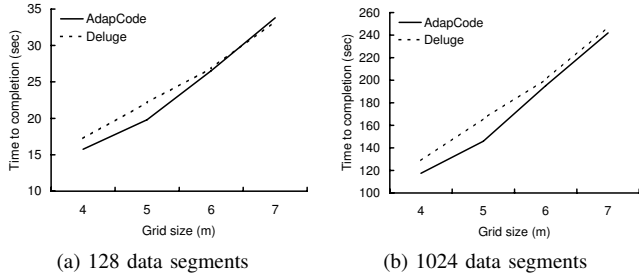 AdapCode
Deluge
Time to completion (sec)
35
30
25
20
15
10
4 5 6 7
Grid size (m)
(a) 128 data segments
AdapCode
Deluge
Time to completion (sec)
260
240
220
200
180
160
140
120
100
4 5 6 7
Grid size (m)
(b) 1024 data segments